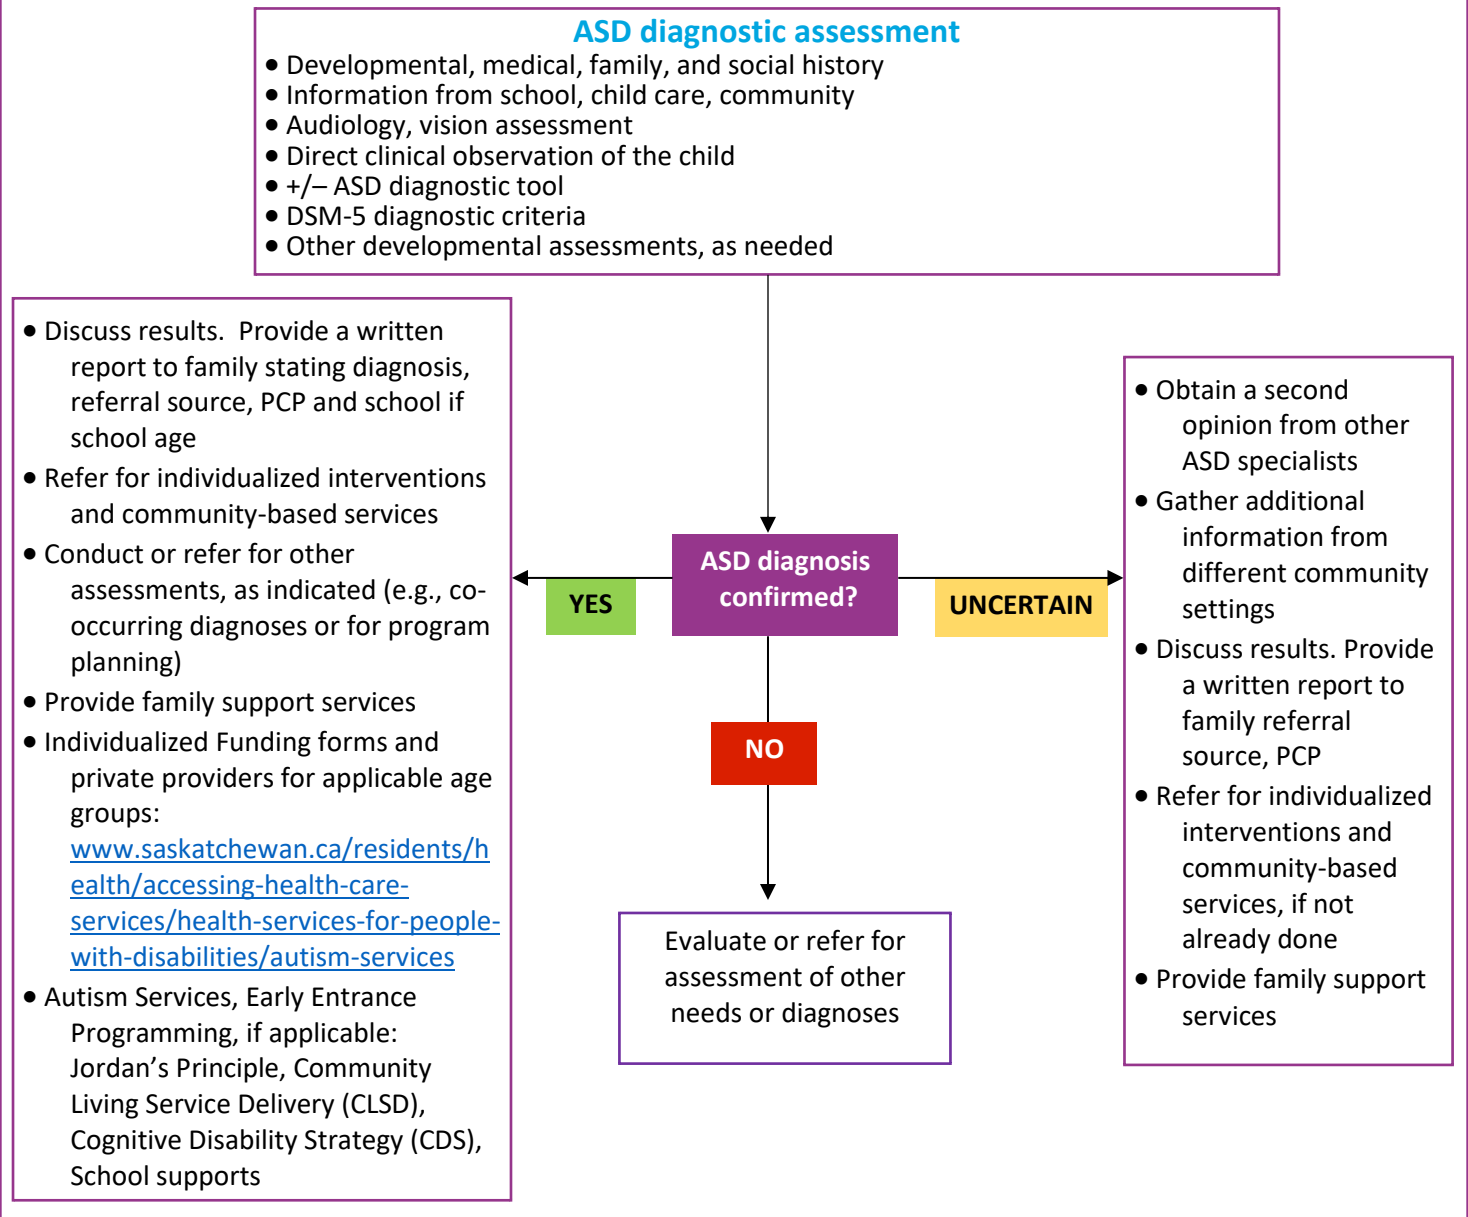 ASD diagnostic assessment
• Developmental, medical, family, and social history
• Information from school, child care, community
• Audiology, vision assessment
• Direct clinical observation of the child
• +/– ASD diagnostic tool
• DSM-5 diagnostic criteria
• Other developmental assessments, as needed
• Discuss results.  Provide a written
report to family stating diagnosis,
referral source, PCP and school if
school age
• Refer for individualized interventions
and community-based services
• Conduct or refer for other
assessments, as indicated (e.g., co-
occurring diagnoses or for program
planning)
• Provide family support services
• Individualized Funding forms and
private providers for applicable age
groups:
www.saskatchewan.ca/residents/h
ealth/accessing-health-care-
services/health-services-for-people-
with-disabilities/autism-services
• Autism Services, Early Entrance
Programming, if applicable:
Jordan’s Principle, Community
Living Service Delivery (CLSD),
Cognitive Disability Strategy (CDS),
School supports
ASD diagnosis
confirmed?
YES
UNCERTAIN
NO
Evaluate or refer for
assessment of other
needs or diagnoses
• Obtain a second
opinion from other
ASD specialists
• Gather additional
information from
different community
settings
• Discuss results. Provide
a written report to
family referral
source, PCP
• Refer for individualized
interventions and
community-based
services, if not
already done
• Provide family support
services